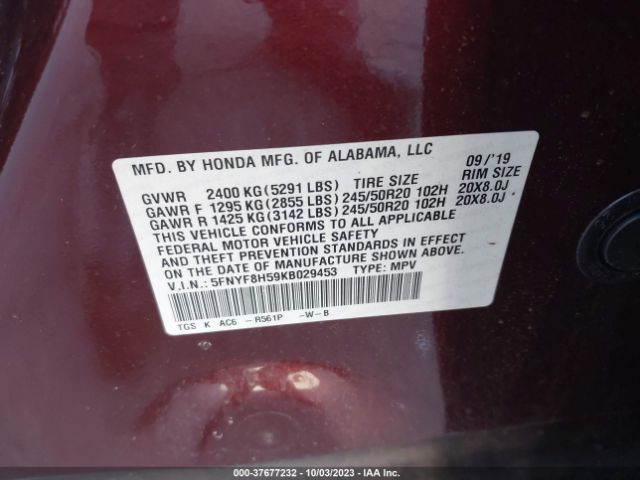 MFD. BY HONDA MFG. OF ALABAMA, LLC 09/'19
GVWR 2400 KG(5291 LBS) TIRE SIZE RIM SIZE
GAWR F 1295 KG(2855 LBS)245/50R20 102H 20X8.0J
GAWR R 1425 KG(3142 LBS)245/50R20 102H 20X8.0J
THIS VEHICLE CONFORMS TO ALL APPLICABLE
FEDERAL MOTOR VEHICLE SAFETY
AND THEFT PREVENTION STANDARDS IN EFFECT
ON THE DATE OF MANUFACTURE SHOWN ABOVE.
V.I.N.: 5FNYF8H59KB029453 TYPE: MPV
TGS K AC6 -R561P -W-B
000-37677232 - 10/03/2023 - IAA Inc.